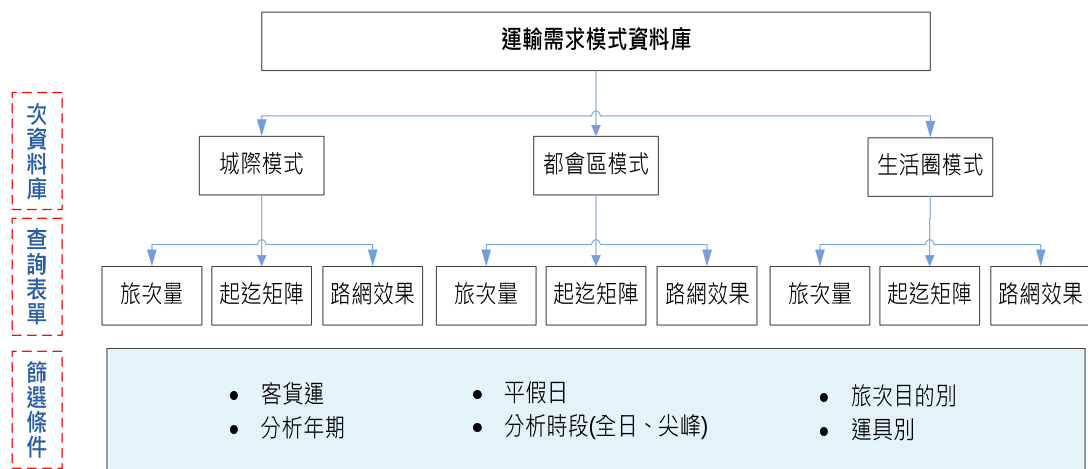 運輸需求模式資料庫
次資料庫
城際模式
都會區模式
生活圈模式
查詢表單
旅次量
起迄矩陣
路網效果
旅次量
起迄矩陣
路網效果
旅次量
起迄矩陣
路網效果
篩選條件
• 客貨運
• 分析年期
• 平假日
• 分析時段(全日、尖峰)
• 旅次目的別
• 運具別